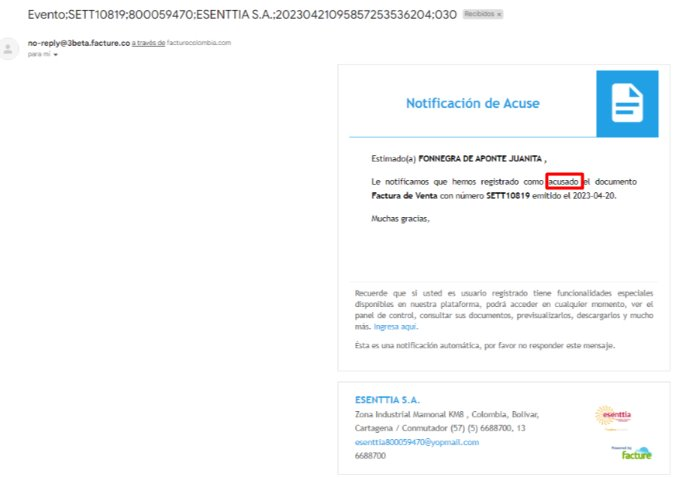 Evento;SETT10819;800059470;ESENTTIA S.A.;20230421095857253536204;030 Recibidos x
no-reply@3beta.facture.co a través de facturecolombia.com
para mí
Notificación de Acuse
Estimado(a) FONNEGRA DE APONTE JUANITA ,
Le notificamos que hemos registrado como acusado el documento
Factura de Venta con número SETT10819 emitido el 2023-04-20.
Muchas gracias,
Recuerde que si usted es usuario registrado tiene funcionalidades especiales
disponibles en nuestra plataforma, podrá acceder en cualquier momento, ver el
panel de control, consultar sus documentos, previsualizarlos, descargarlos y mucho
más. Ingresa aquí.
Ésta es una notificación automática, por favor no responder este mensaje.
ESENTTIA S.A.
Zona Industrial Mamonal KM8 , Colombia, Bolívar,
Cartagena / Conmutador (57) (5) 6688700, 13
esenttia800059470@yopmail.com
6688700
esenttia
Powered by
facture